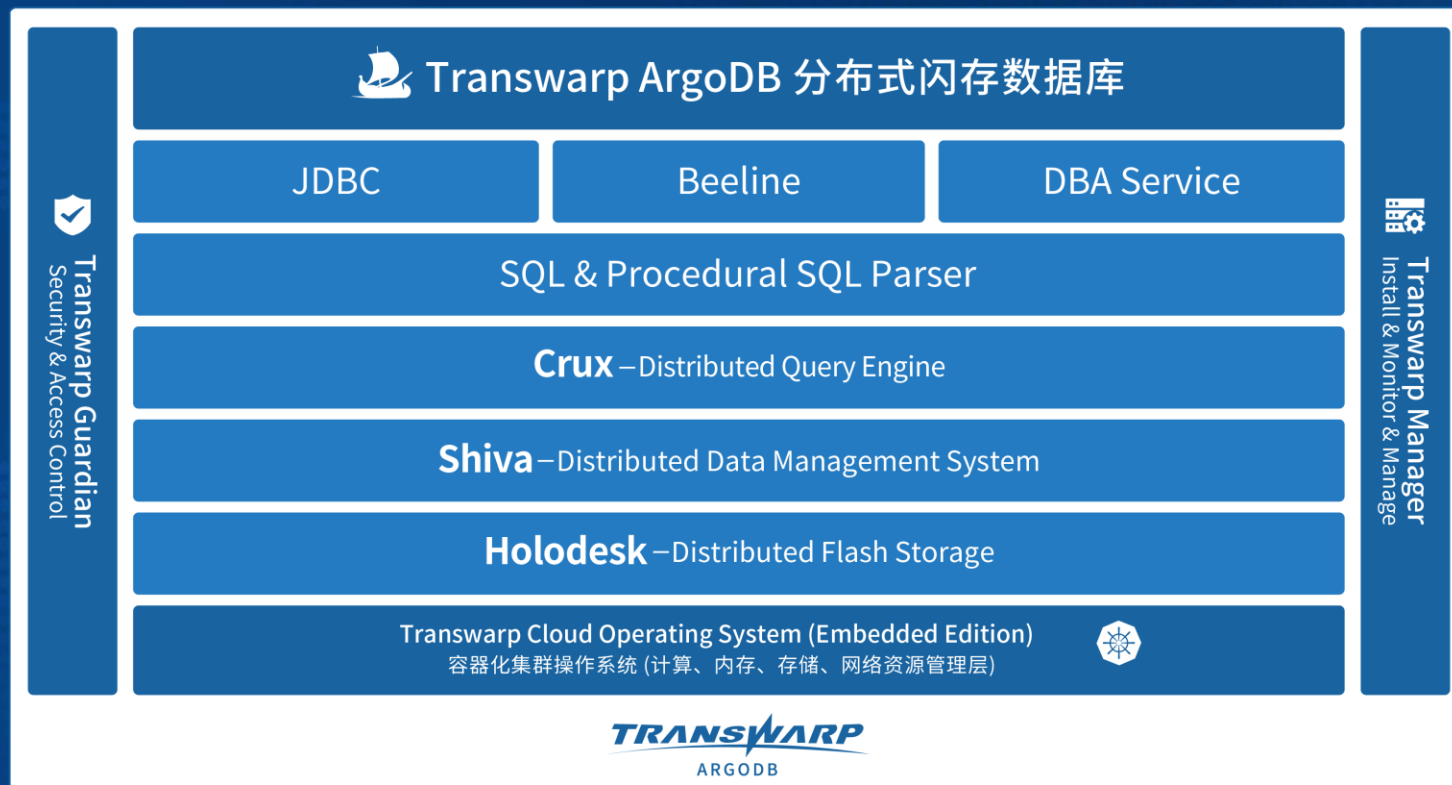 Transwarp ArgoDB 分布式闪存数据库
JDBC
Beeline
DBA Service
SQL & Procedural SQL Parser
Crux –Distributed Query Engine
Shiva–Distributed Data Management System
Holodesk –Distributed Flash Storage
Transwarp Cloud Operating System (Embedded Edition)
容器化集群操作系统 (计算、内存、存储、网络资源管理层)
Transwarp Guardian
Security & Access Control
Transwarp Manager
Install & Monitor & Manage
TRANSWARP
ARGODB